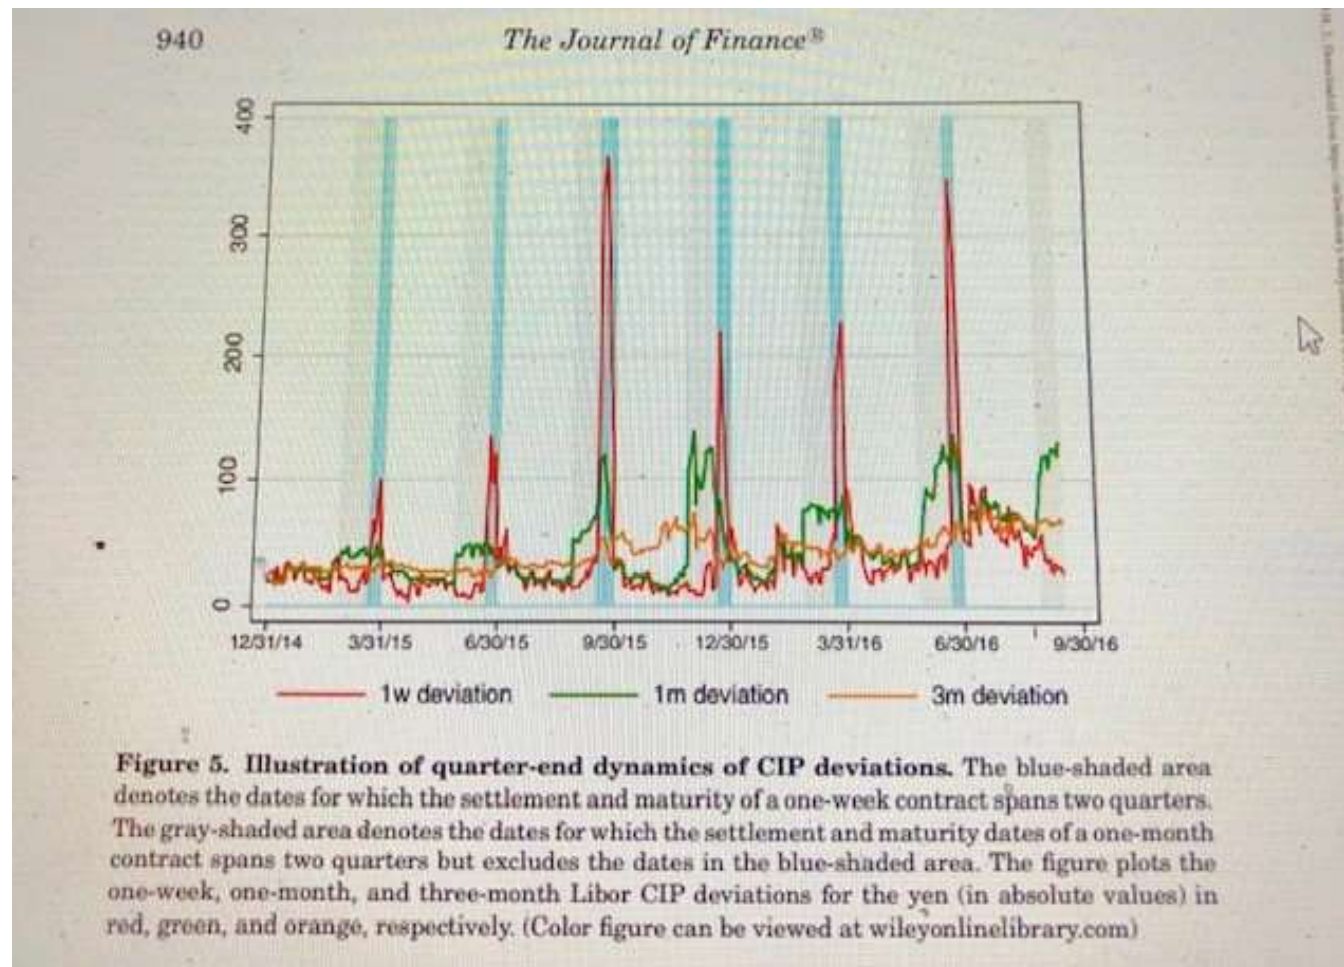 940
The Journal of Finance®
400
300
200
100
0
12/31/14 3/31/15 6/30/15 9/30/15 12/30/15 3/31/16 6/30/16 9/30/16
1w deviation 1m deviation 3m deviation
Figure 5. Illustration of quarter-end dynamics of CIP deviations. The blue-shaded area
denotes the dates for which the settlement and maturity of a one-week contract spans two quarters.
The gray-shaded area denotes the dates for which the settlement and maturity dates of a one-month
contract spans two quarters but excludes the dates in the blue-shaded area. The figure plots the
one-week, one-month, and three-month Libor CIP deviations for the yen (in absolute values) in
red, green, and orange, respectively. (Color figure can be viewed at wileyonlinelibrary.com)